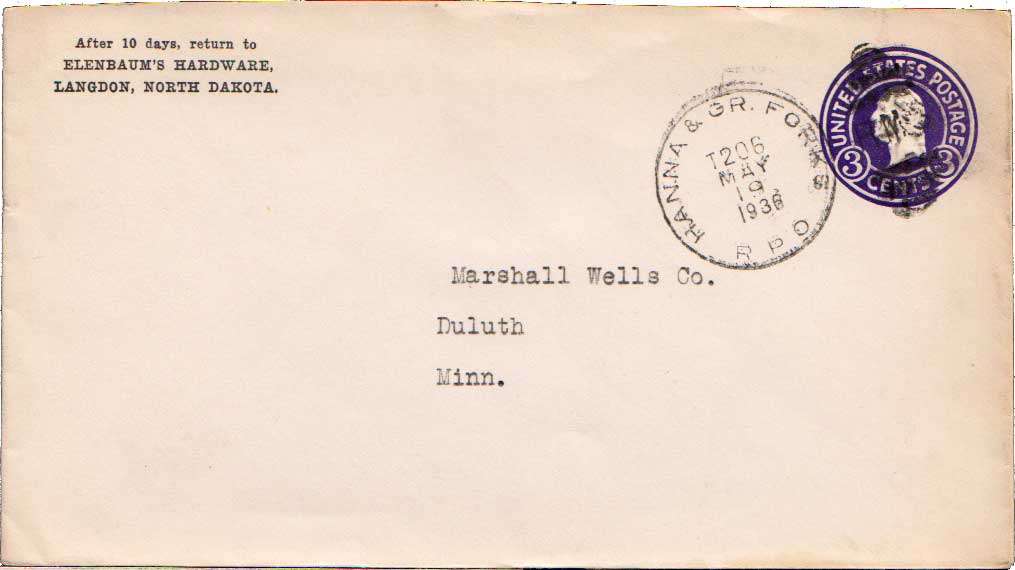 After 10 days, return to
ELENBAUM'S HARDWARE,
LANGDON, NORTH DAKOTA.
HANNA & GR. FORKS
T206
MAY
19
1936
R P O
UNITED STATES POSTAGE
3 CENTS 3
Marshall Wells Co.
Duluth
Minn.